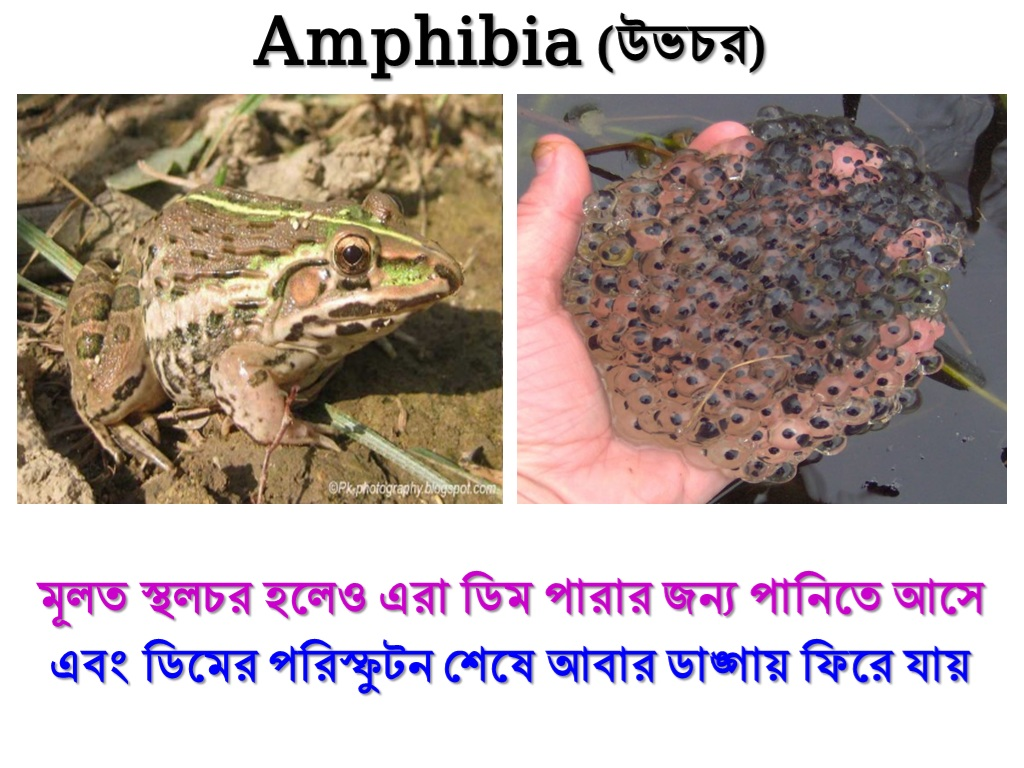 Amphibia (উভচর)
©Pk-photography.blogspot.com
মূলত স্থলচর হলেও এরা ডিম পারার জন্য পানিতে আসে
এবং ডিমের পরিস্ফুটন শেষে আবার ডাঙ্গায় ফিরে যায়